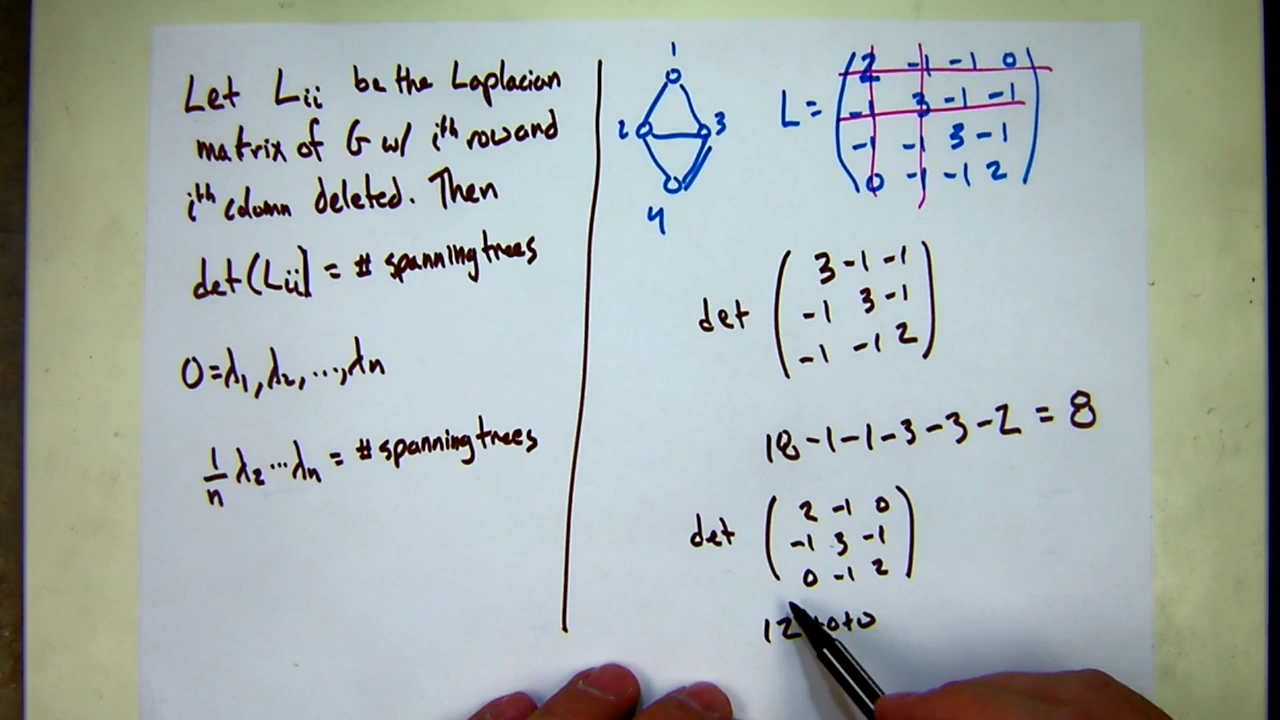 Let Lii be the Laplacian
matrix of G w/ ith row and
ith column deleted. Then
det(Lii) = # spanning trees
0=λ1, λ2, ..., λn
1/n λ2 ... λn = # spanning trees
1
2 3
4
L = ( 2 -1 -1 0
-1 3 -1 -1
-1 -1 3 -1
0 -1 -1 2 )
det ( 3 -1 -1
-1 3 -1
-1 -1 2 )
18 -1 -1 -3 -3 -2 = 8
det ( 2 -1 0
-1 3 -1
0 -1 2 )
12 +0+0